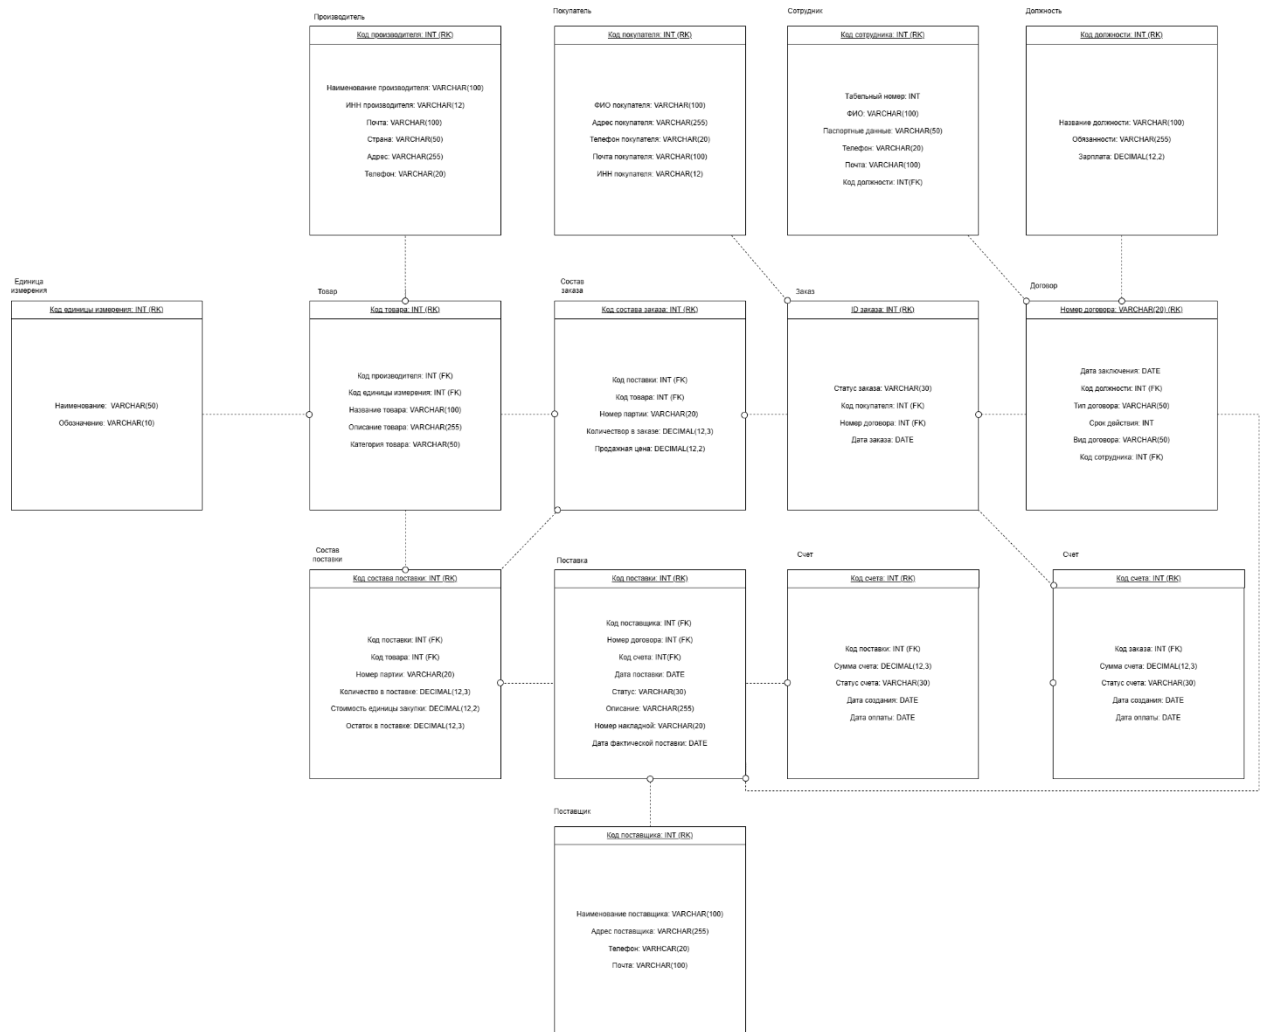 Производитель
Код производителя: INT (RK)
Наименование производителя: VARCHAR(100)
ИНН производителя: VARCHAR(12)
Почта: VARCHAR(100)
Страна: VARCHAR(50)
Адрес: VARCHAR(255)
Телефон: VARCHAR(20)
Покупатель
Код покупателя: INT (RK)
ФИО покупателя: VARCHAR(100)
Адрес покупателя: VARCHAR(255)
Телефон покупателя: VARCHAR(20)
Почта покупателя: VARCHAR(100)
ИНН покупателя: VARCHAR(12)
Сотрудник
Код сотрудника: INT (RK)
Табельный номер: INT
ФИО: VARCHAR(100)
Паспортные данные: VARCHAR(50)
Телефон: VARCHAR(20)
Почта: VARCHAR(100)
Код должности: INT(FK)
Должность
Код должности: INT (RK)
Название должности: VARCHAR(100)
Обязанности: VARCHAR(255)
Зарплата: DECIMAL(12,2)
Единица
измерения
Код единицы измерения: INT (RK)
Наименование: VARCHAR(50)
Обозначение: VARCHAR(10)
Товар
Код товара: INT (RK)
Код производителя: INT (FK)
Код единицы измерения: INT (FK)
Название товара: VARCHAR(100)
Описание товара: VARCHAR(255)
Категория товара: VARCHAR(50)
Состав
заказа
Код состава заказа: INT (RK)
Код поставки: INT (FK)
Код товара: INT (FK)
Номер партии: VARCHAR(20)
Количествор в заказе: DECIMAL(12,3)
Продажная цена: DECIMAL(12,2)
Заказ
ID заказа: INT (RK)
Статус заказа: VARCHAR(30)
Код покупателя: INT (FK)
Номер договора: INT (FK)
Дата заказа: DATE
Договор
Номер договора: VARCHAR(20) (RK)
Дата заключения: DATE
Код должности: INT (FK)
Тип договора: VARCHAR(50)
Срок действия: INT
Вид договора: VARCHAR(50)
Код сотрудника: INT (FK)
Состав
поставки
Код состава поставки: INT (RK)
Код поставки: INT (FK)
Код товара: INT (FK)
Номер партии: VARCHAR(20)
Количество в поставке: DECIMAL(12,3)
Стоимость единицы закупки: DECIMAL(12,2)
Остаток в поставке: DECIMAL(12,3)
Поставка
Код поставки: INT (RK)
Код поставщика: INT (FK)
Номер договора: INT (FK)
Код счета: INT(FK)
Дата поставки: DATE
Статус: VARCHAR(30)
Описание: VARCHAR(255)
Номер накладной: VARCHAR(20)
Дата фактической поставки: DATE
Счет
Код счета: INT (RK)
Код поставки: INT (FK)
Сумма счета: DECIMAL(12,3)
Статус счета: VARCHAR(30)
Дата создания: DATE
Дата оплаты: DATE
Счет
Код счета: INT (RK)
Код заказа: INT (FK)
Сумма счета: DECIMAL(12,3)
Статус счета: VARCHAR(30)
Дата создания: DATE
Дата оплаты: DATE
Поставщик
Код поставщика: INT (RK)
Наименование поставщика: VARCHAR(100)
Адрес поставщика: VARCHAR(255)
Телефон: VARHCAR(20)
Почта: VARCHAR(100)